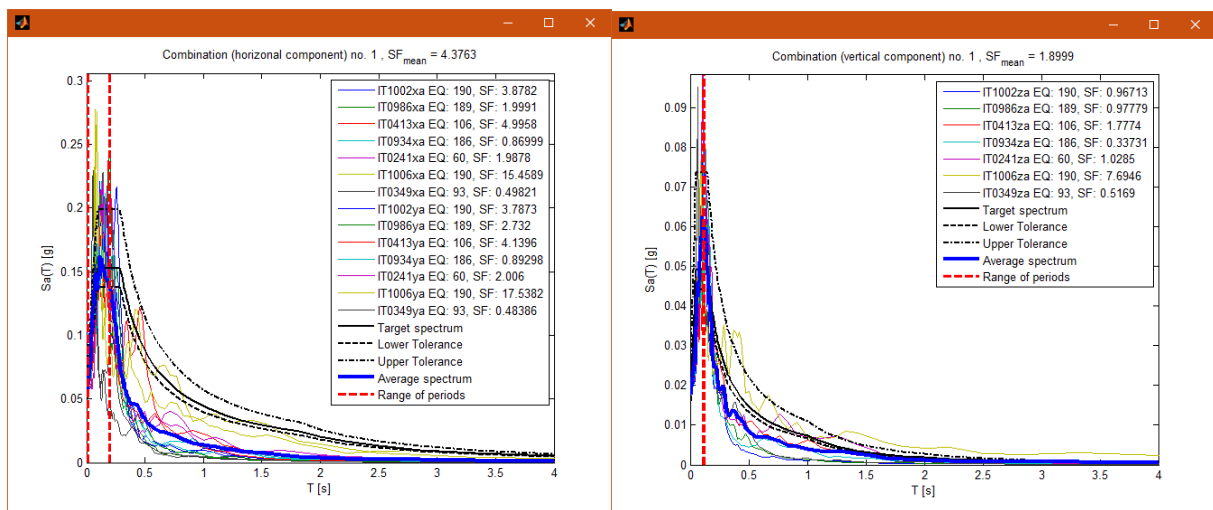 Combination (horizonal component) no. 1 , SFmean = 4.3763
0.3
0.25
0.2
0.15
0.1
0.05
0
Sa(T) [g]
0
0.5
1
1.5
2
2.5
3
3.5
4
T [s]
IT1002xa EQ: 190, SF: 3.8782
IT0986xa EQ: 189, SF: 1.9991
IT0413xa EQ: 106, SF: 4.9958
IT0934xa EQ: 186, SF: 0.86999
IT0241xa EQ: 60, SF: 1.9878
IT1006xa EQ: 190, SF: 15.4589
IT0349xa EQ: 93, SF: 0.49821
IT1002ya EQ: 190, SF: 3.7873
IT0986ya EQ: 189, SF: 2.732
IT0413ya EQ: 106, SF: 4.1396
IT0934ya EQ: 186, SF: 0.89298
IT0241ya EQ: 60, SF: 2.006
IT1006ya EQ: 190, SF: 17.5382
IT0349ya EQ: 93, SF: 0.48386
Target spectrum
Lower Tolerance
Upper Tolerance
Average spectrum
Range of periods
Combination (vertical component) no. 1 , SFmean = 1.8999
0.09
0.08
0.07
0.06
0.05
0.04
0.03
0.02
0.01
0
Sa(T) [g]
0
0.5
1
1.5
2
2.5
3
3.5
4
T [s]
IT1002za EQ: 190, SF: 0.96713
IT0986za EQ: 189, SF: 0.97779
IT0413za EQ: 106, SF: 1.7774
IT0934za EQ: 186, SF: 0.33731
IT0241za EQ: 60, SF: 1.0285
IT1006za EQ: 190, SF: 7.6946
IT0349za EQ: 93, SF: 0.5169
Target spectrum
Lower Tolerance
Upper Tolerance
Average spectrum
Range of periods